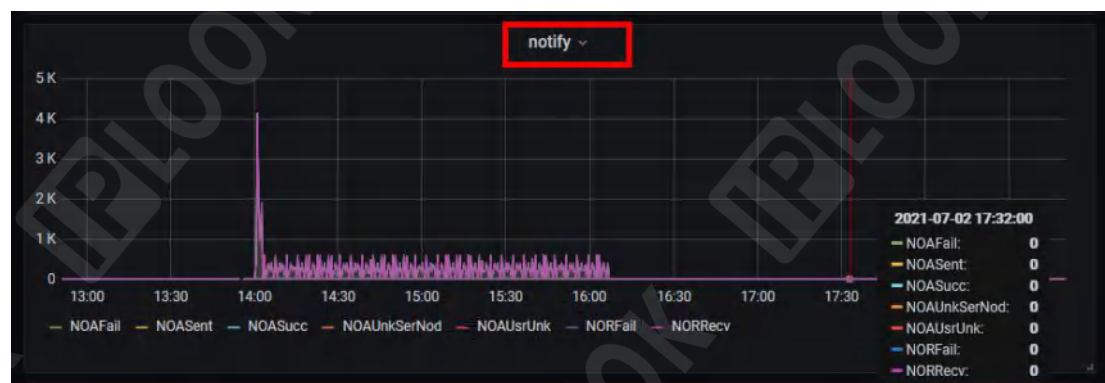 notify
5 K
4 K
3 K
2 K
1 K
0
13:00 13:30 14:00 14:30 15:00 15:30 16:00 16:30 17:00 17:30
NOAFail NOASent NOASucc NOAUnkSerNod NOAUsrUnk NORFail NORRecv
2021-07-02 17:32:00
NOAFail: 0
NOASent: 0
NOASucc: 0
NOAUnkSerNod: 0
NOAUsrUnk: 0
NORFail: 0
NORRecv: 0
IPLOOK
IPLOOK